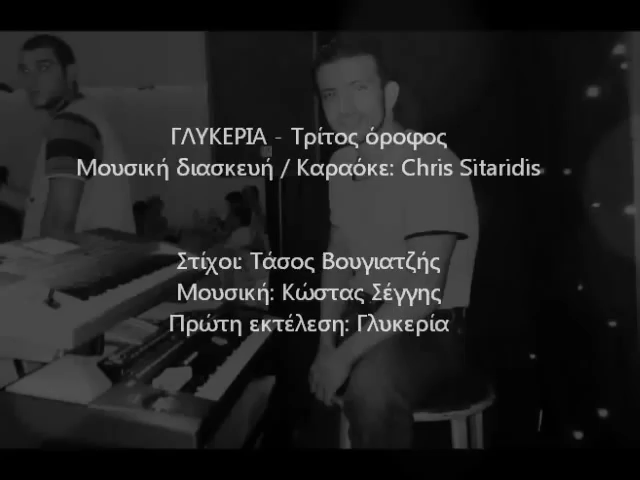 ΓΛΥΚΕΡΙΑ - Τρίτος όροφος
Μουσική διασκευή / Καραόκε: Chris Sitaridis
Στίχοι: Τάσος Βουγιατζής
Μουσική: Κώστας Σέγγης
Πρώτη εκτέλεση: Γλυκερία